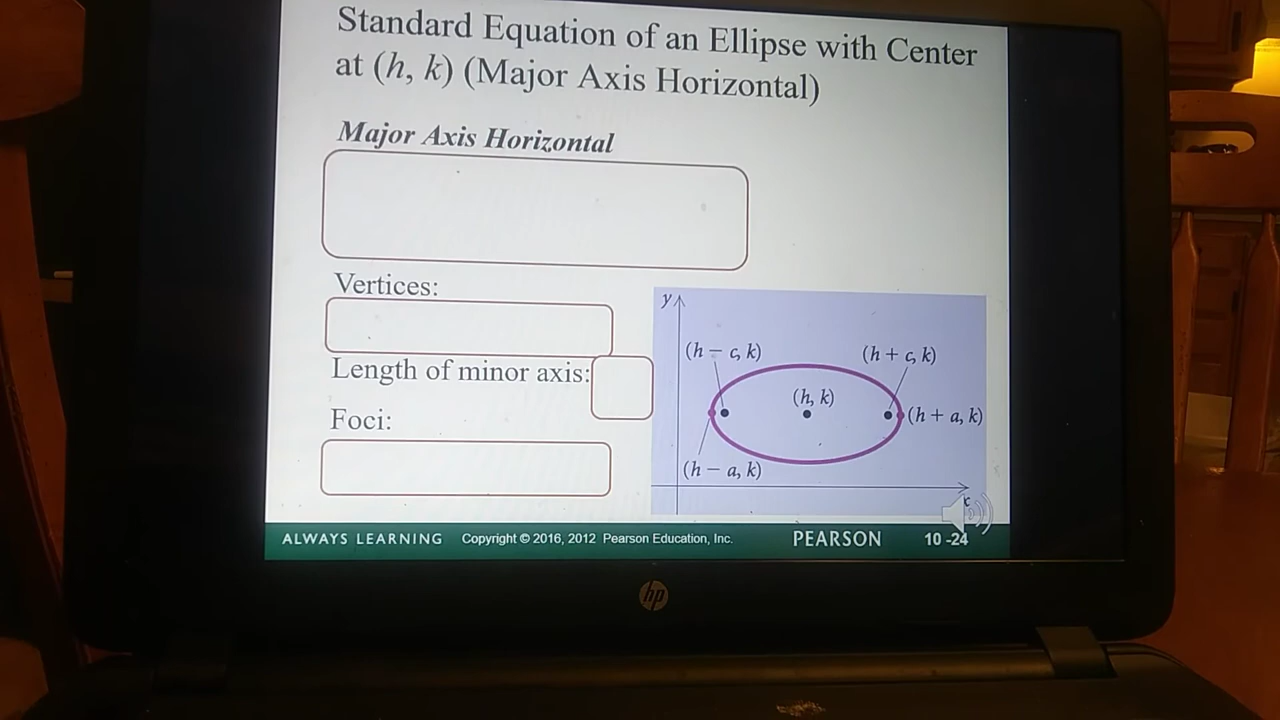 Standard Equation of an Ellipse with Center
at (h, k) (Major Axis Horizontal)
Major Axis Horizontal
Vertices:
Length of minor axis:
Foci:
y
(h − c, k)
(h + c, k)
(h, k)
(h + a, k)
(h − a, k)
x
ALWAYS LEARNING Copyright © 2016, 2012 Pearson Education, Inc. PEARSON 10 -24
hp